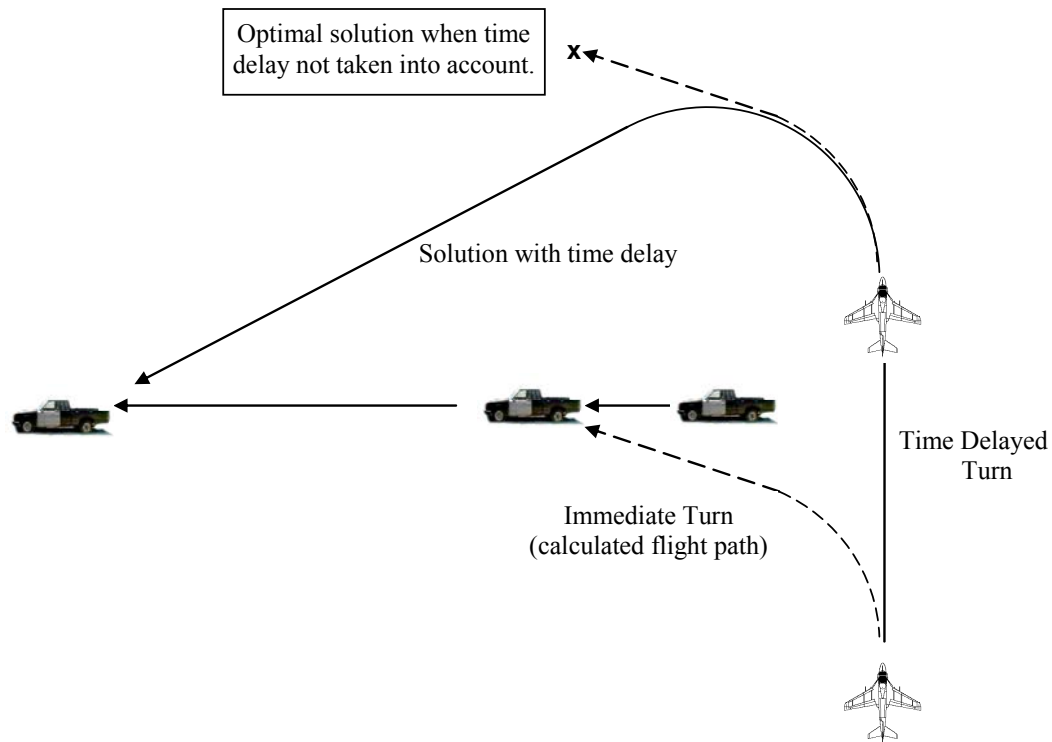 Optimal solution when time
delay not taken into account.
x
Solution with time delay
Time Delayed
Turn
Immediate Turn
(calculated flight path)